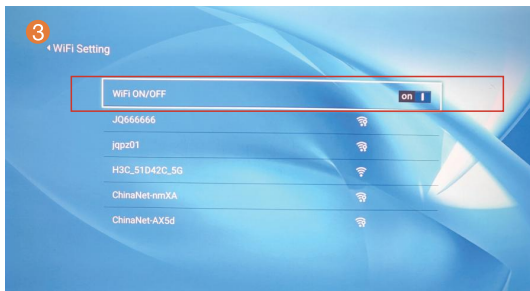 3
WiFi Setting
WiFi ON/OFF
on
JQ666666
jqpz01
H3C_51D42C_5G
ChinaNet-nmXA
ChinaNet-AX5d